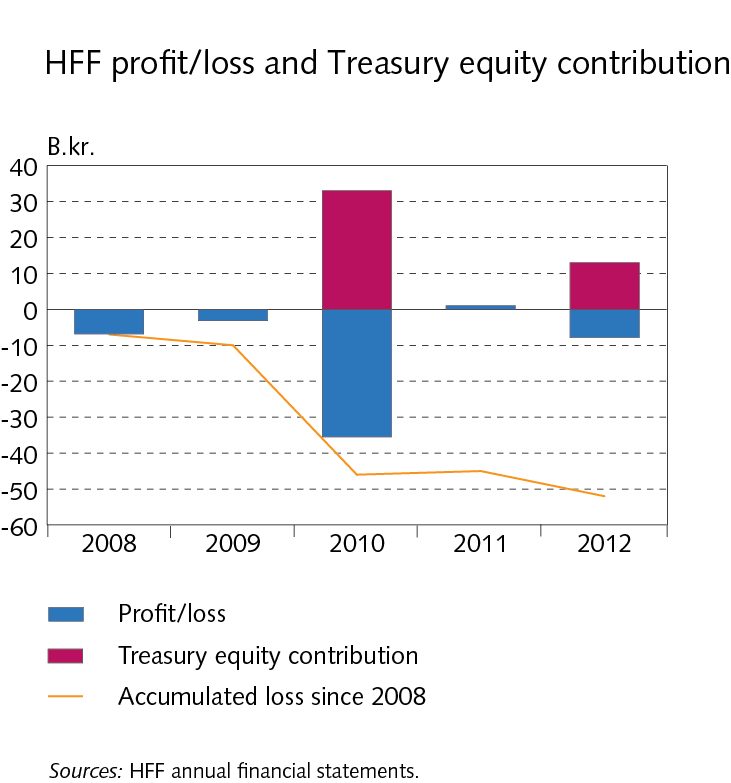 HFF profit/loss and Treasury equity contribution
B.kr.
40
30
20
10
0
-10
-20
-30
-40
-50
-60
2008 2009 2010 2011 2012
Profit/loss
Treasury equity contribution
Accumulated loss since 2008
Sources: HFF annual financial statements.